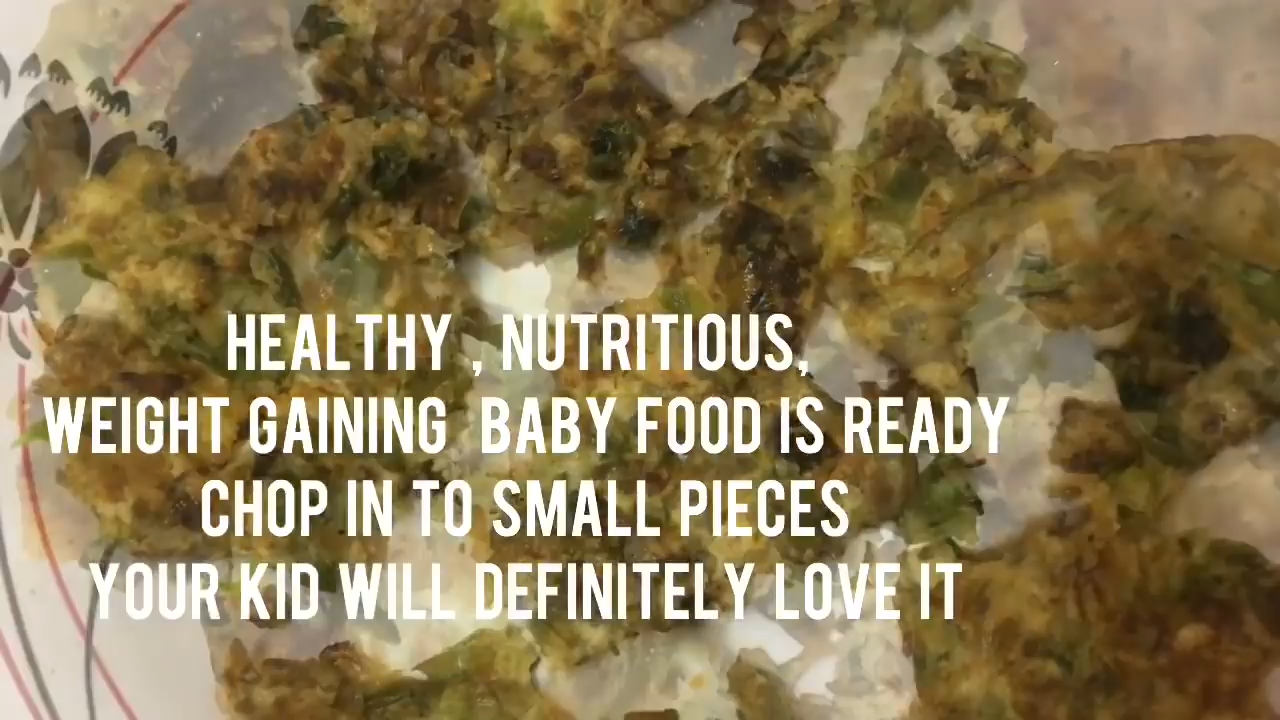 HEALTHY , NUTRITIOUS,
WEIGHT GAINING BABY FOOD IS READY
CHOP IN TO SMALL PIECES
YOUR KID WILL DEFINITELY LOVE IT